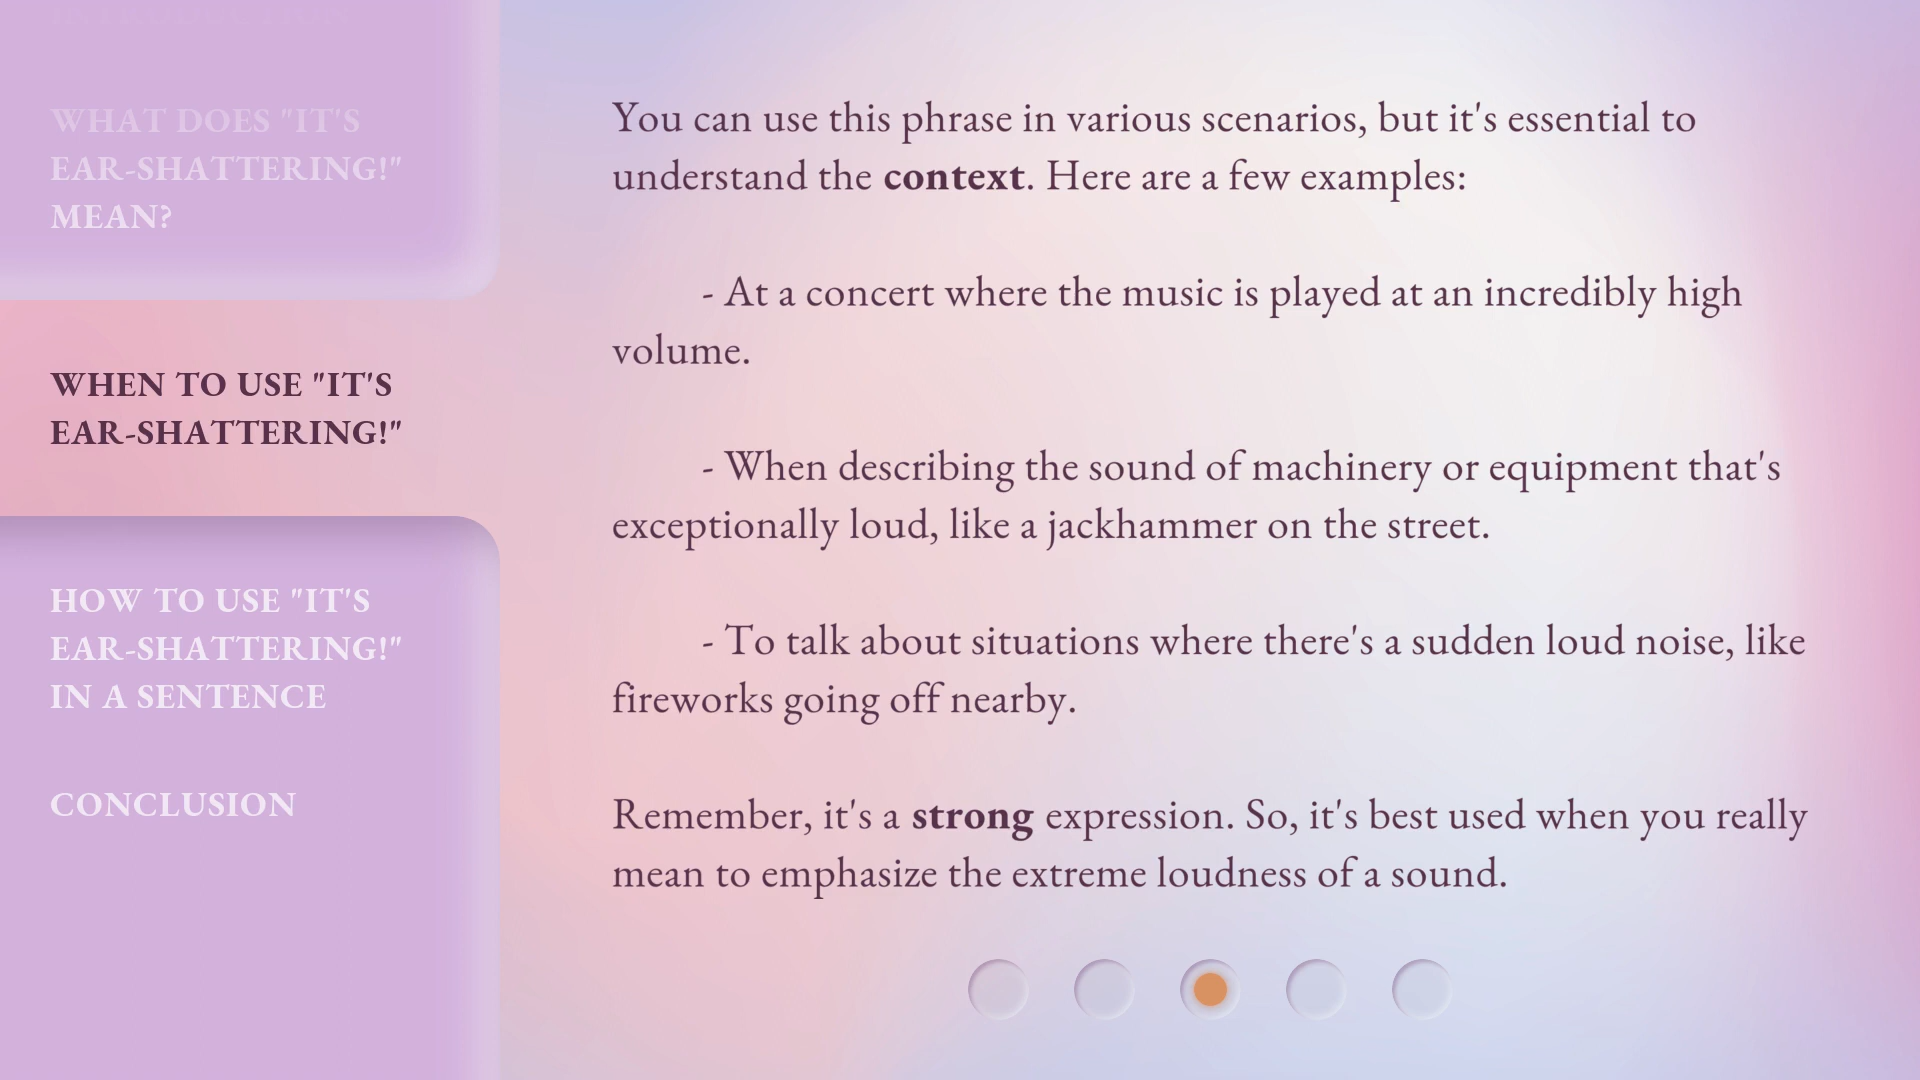 INTRODUCTION
WHAT DOES "IT'S
EAR-SHATTERING!"
MEAN?
WHEN TO USE "IT'S
EAR-SHATTERING!"
HOW TO USE "IT'S
EAR-SHATTERING!"
IN A SENTENCE
CONCLUSION
You can use this phrase in various scenarios, but it's essential to
understand the context. Here are a few examples:
- At a concert where the music is played at an incredibly high
volume.
- When describing the sound of machinery or equipment that's
exceptionally loud, like a jackhammer on the street.
- To talk about situations where there's a sudden loud noise, like
fireworks going off nearby.
Remember, it's a strong expression. So, it's best used when you really
mean to emphasize the extreme loudness of a sound.